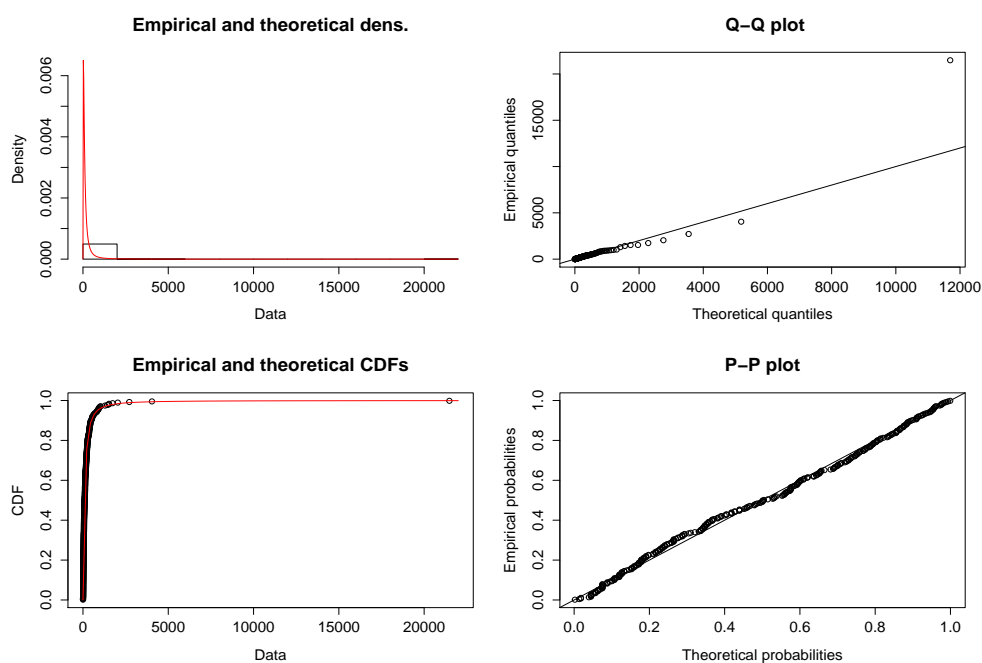 Empirical and theoretical dens.
Density
0.000 0.002 0.004 0.006
0 5000 10000 15000 20000
Data
Q−Q plot
Empirical quantiles
0 5000 15000
0 2000 4000 6000 8000 10000 12000
Theoretical quantiles
Empirical and theoretical CDFs
CDF
0.0 0.2 0.4 0.6 0.8 1.0
0 5000 10000 15000 20000
Data
P−P plot
Empirical probabilities
0.0 0.2 0.4 0.6 0.8 1.0
0.0 0.2 0.4 0.6 0.8 1.0
Theoretical probabilities